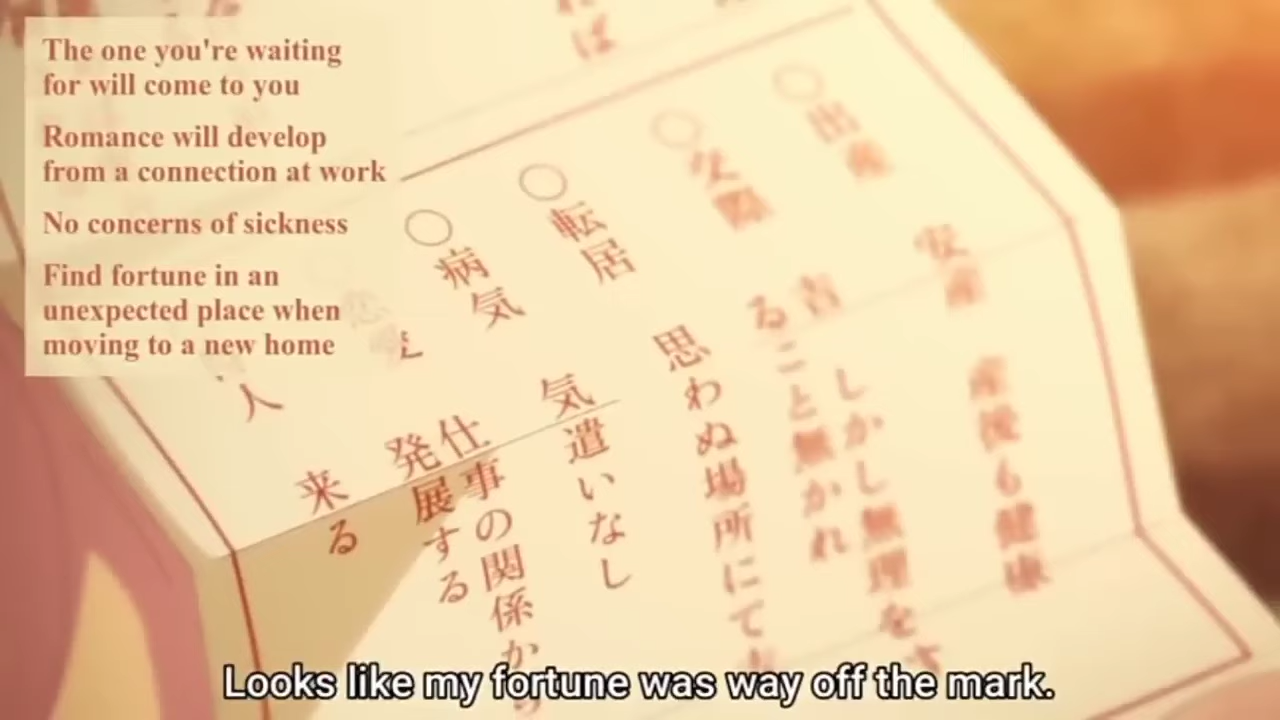 The one you're waiting
for will come to you
Romance will develop
from a connection at work
No concerns of sickness
Find fortune in an
unexpected place when
moving to a new home
れば
○出産 安産 産後も健康
○交際 吉 しかし無理をす
ること無かれ
○転居 思わぬ場所にて
○病気 気遣いなし
恋愛 仕事の関係から
発展する
人 来る
Looks like my fortune was way off the mark.